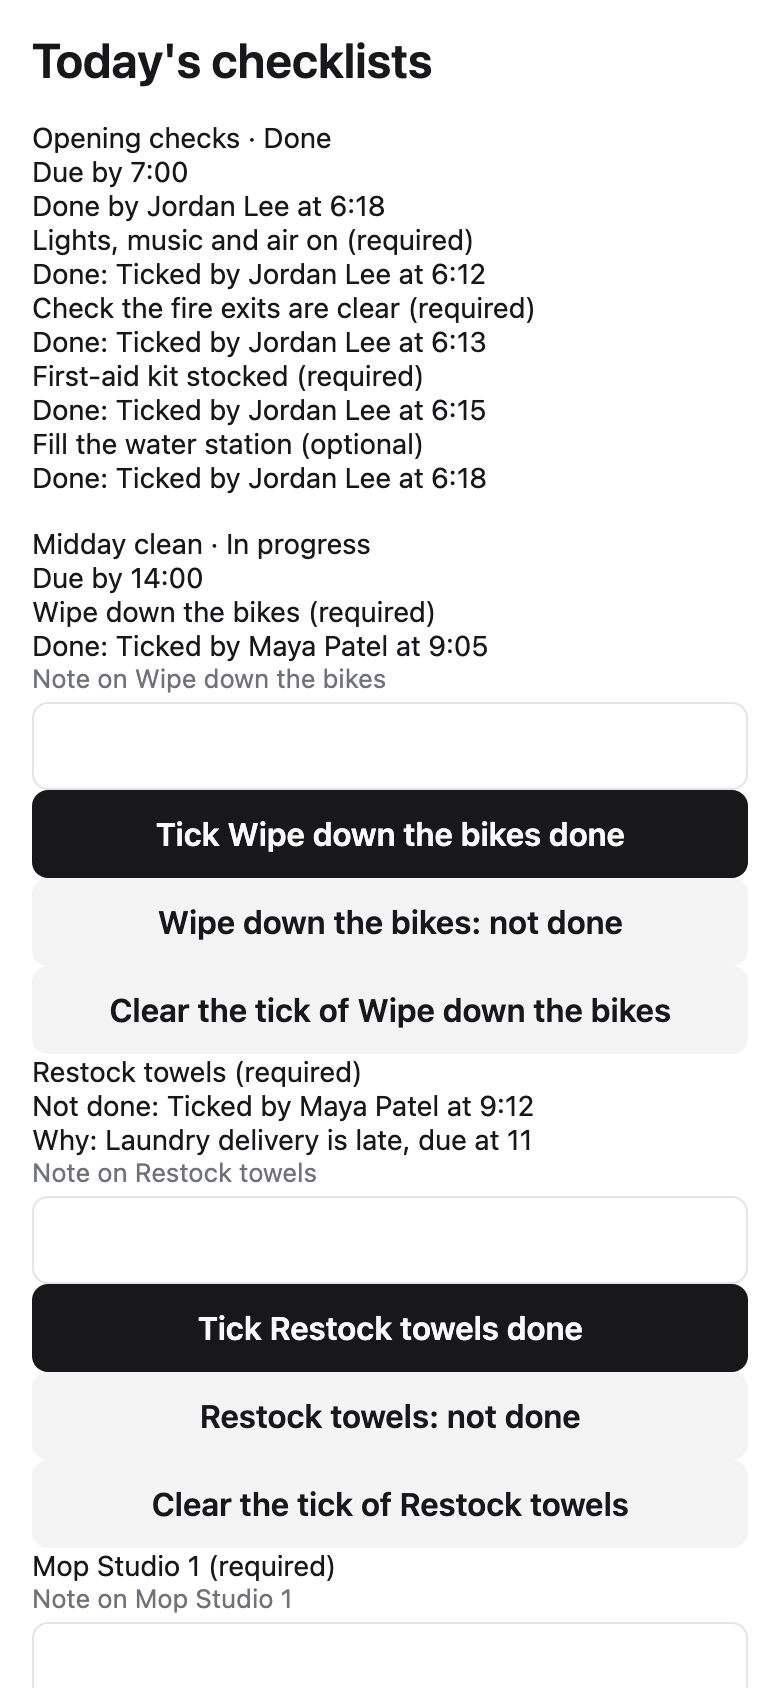 Today's checklists
Opening checks · Done
Due by 7:00
Done by Jordan Lee at 6:18
Lights, music and air on (required)
Done: Ticked by Jordan Lee at 6:12
Check the fire exits are clear (required)
Done: Ticked by Jordan Lee at 6:13
First-aid kit stocked (required)
Done: Ticked by Jordan Lee at 6:15
Fill the water station (optional)
Done: Ticked by Jordan Lee at 6:18
Midday clean · In progress
Due by 14:00
Wipe down the bikes (required)
Done: Ticked by Maya Patel at 9:05
Note on Wipe down the bikes
Tick Wipe down the bikes done
Wipe down the bikes: not done
Clear the tick of Wipe down the bikes
Restock towels (required)
Not done: Ticked by Maya Patel at 9:12
Why: Laundry delivery is late, due at 11
Note on Restock towels
Tick Restock towels done
Restock towels: not done
Clear the tick of Restock towels
Mop Studio 1 (required)
Note on Mop Studio 1